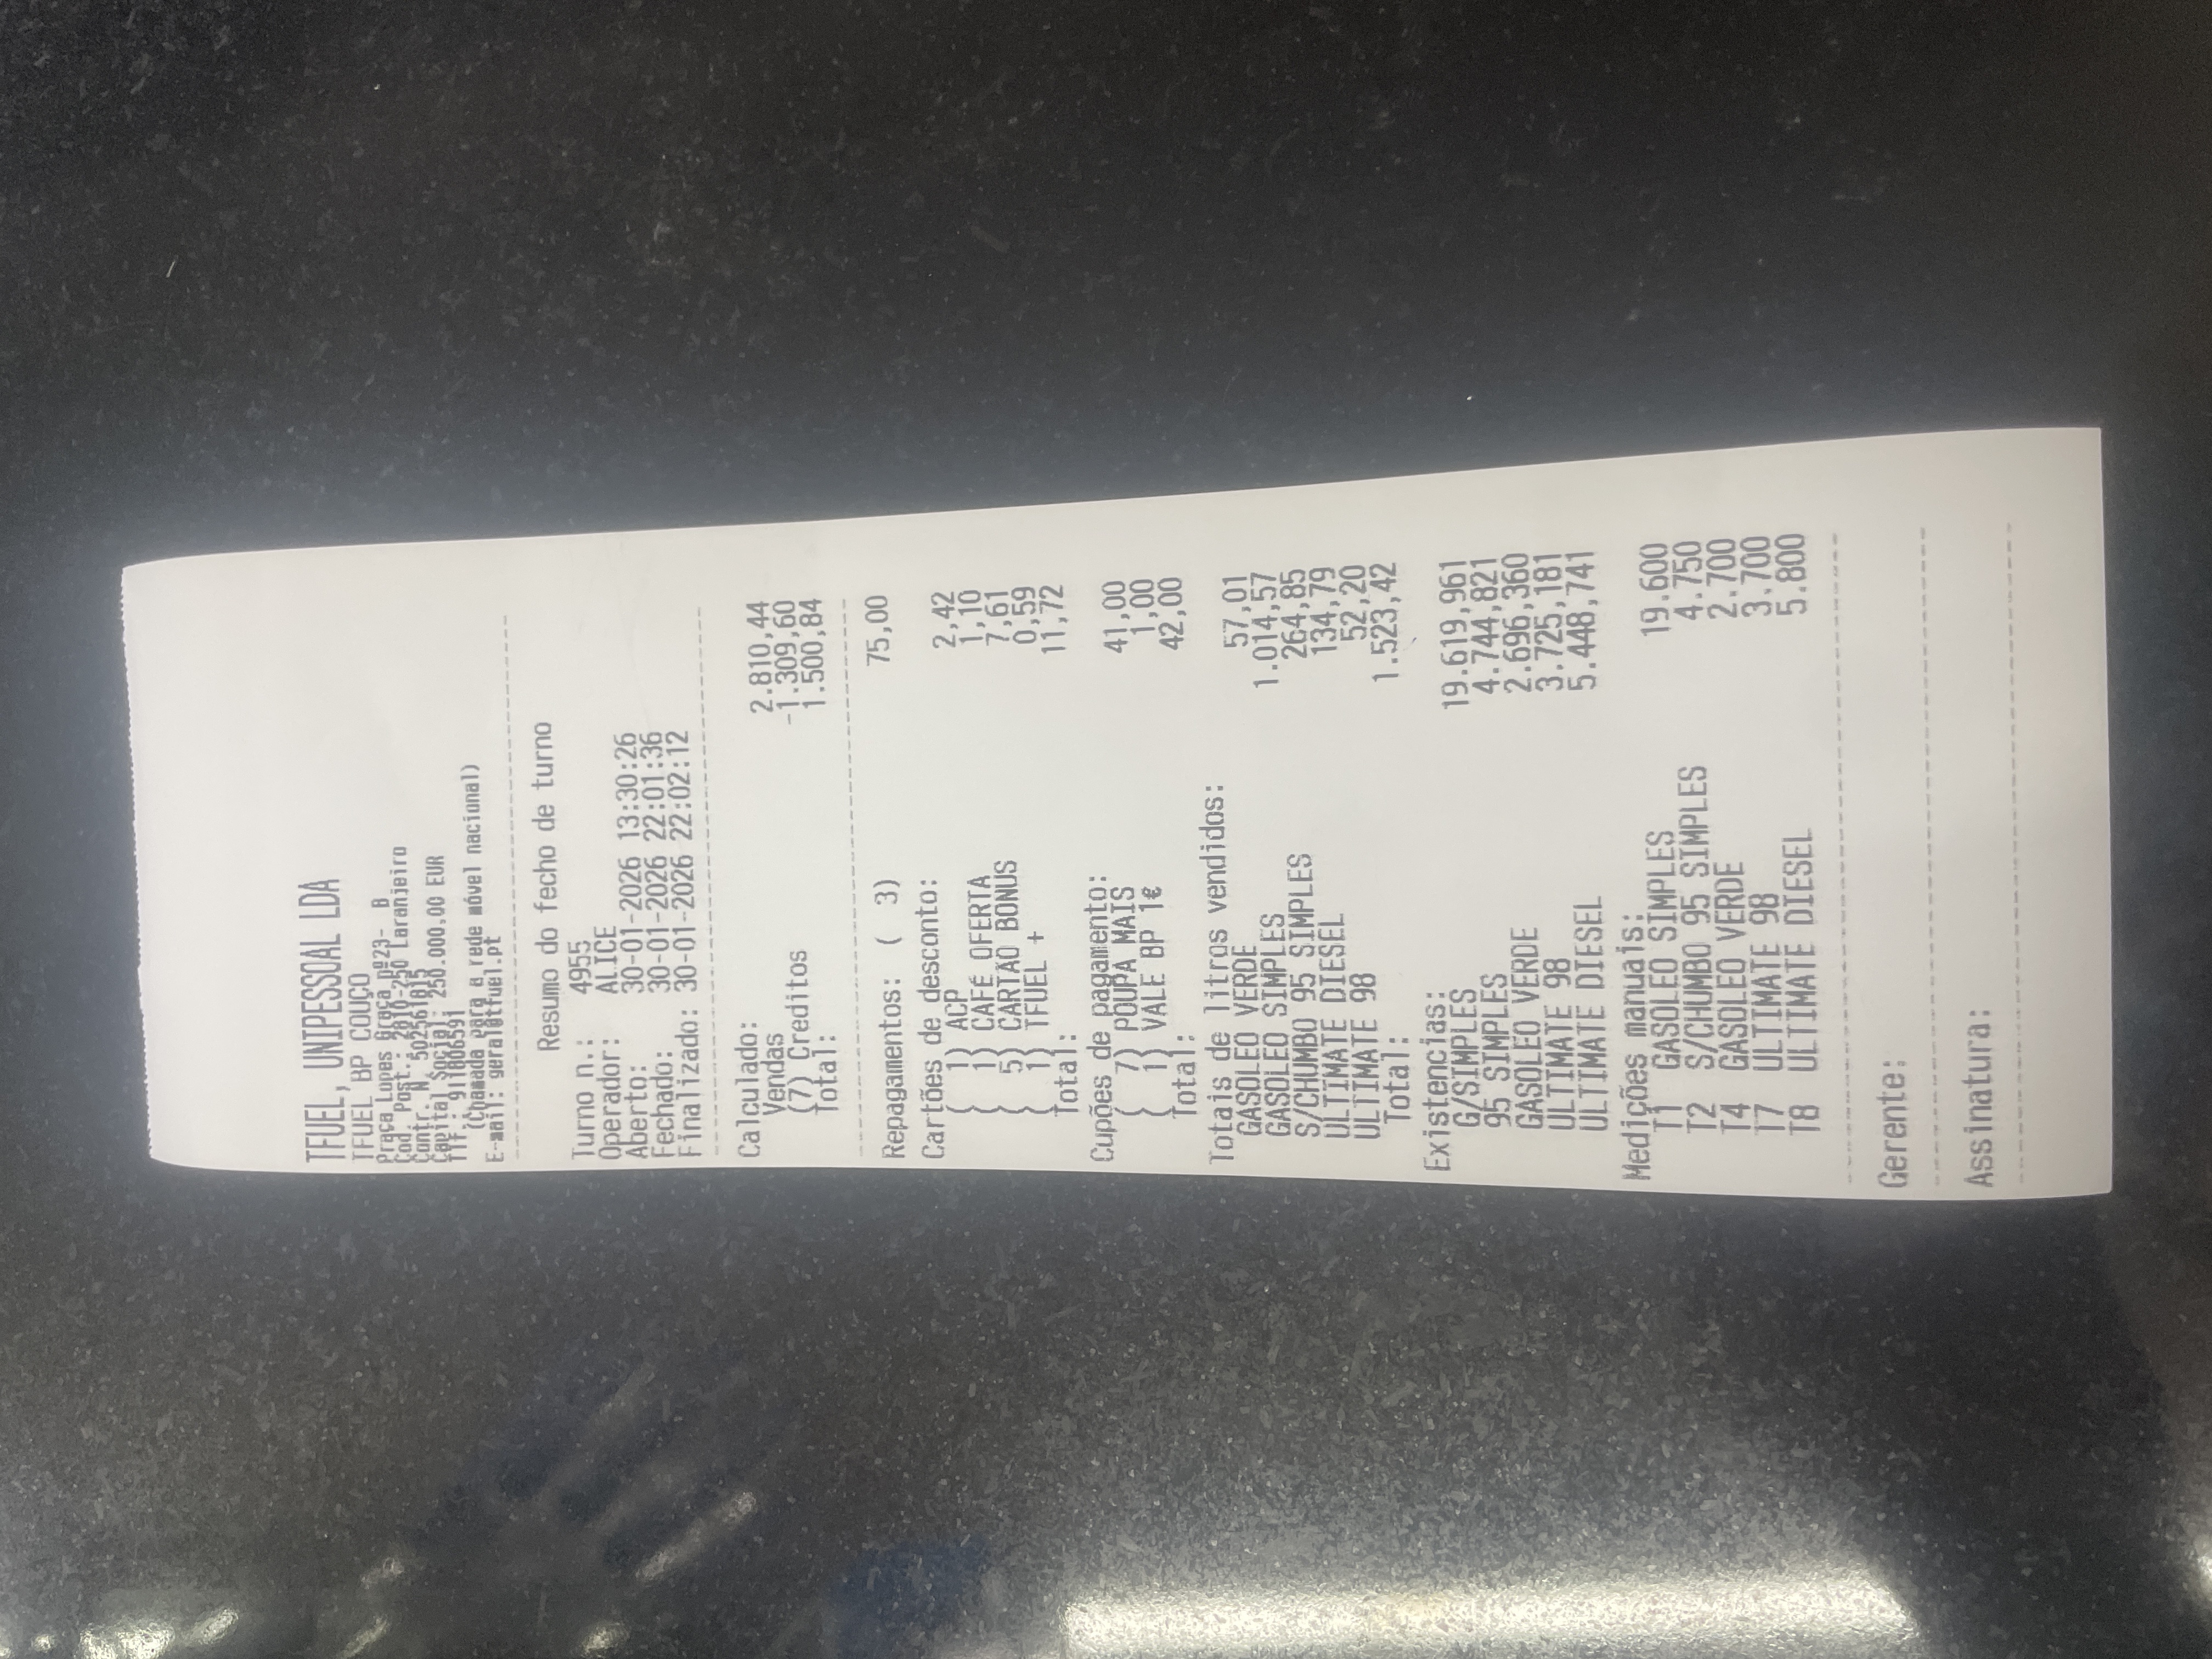 TFUEL, UNIPESSOAL LDA
TFUEL BP COUÇO
Praça Lopes Graça nº23- B
Cod. Post.: 2810-250 Laranjeiro
Contr. N. 502561815
Capital Social: 250.000,00 EUR
Tlf.: 911806591
(Chamada para a rede móvel nacional)
E-mail: geral@tfuel.pt
Resumo do fecho de turno
Turno n.: 4955
Operador: ALICE
Aberto: 30-01-2026 13:30:26
Fechado: 30-01-2026 22:01:36
Finalizado: 30-01-2026 22:02:12
Calculado:
Vendas 2.810,44
(7) Creditos -1.309,60
Total: 1.500,84
Repagamentos: ( 3) 75,00
Cartões de desconto:
( 1) ACP 2,42
( 1) CAFÉ OFERTA 1,10
( 5) CARTÃO BONUS 7,61
( 1) TFUEL + 0,59
Total: 11,72
Cupões de pagamento:
( 7) POUPA MAIS 41,00
( 1) VALE BP 1€ 1,00
Total: 42,00
Totais de litros vendidos:
GASOLEO VERDE 57,01
GASOLEO SIMPLES 1.014,57
S/CHUMBO 95 SIMPLES 264,85
ULTIMATE DIESEL 134,79
ULTIMATE 98 52,20
Total: 1.523,42
Existencias:
G/SIMPLES 19.619,961
95 SIMPLES 4.744,821
GASOLEO VERDE 2.696,360
ULTIMATE 98 3.725,181
ULTIMATE DIESEL 5.448,741
Medições manuais:
T1 GASOLEO SIMPLES 19.600
T2 S/CHUMBO 95 SIMPLES 4.750
T4 GASOLEO VERDE 2.700
T7 ULTIMATE 98 3.700
T8 ULTIMATE DIESEL 5.800
Gerente:
Assinatura: